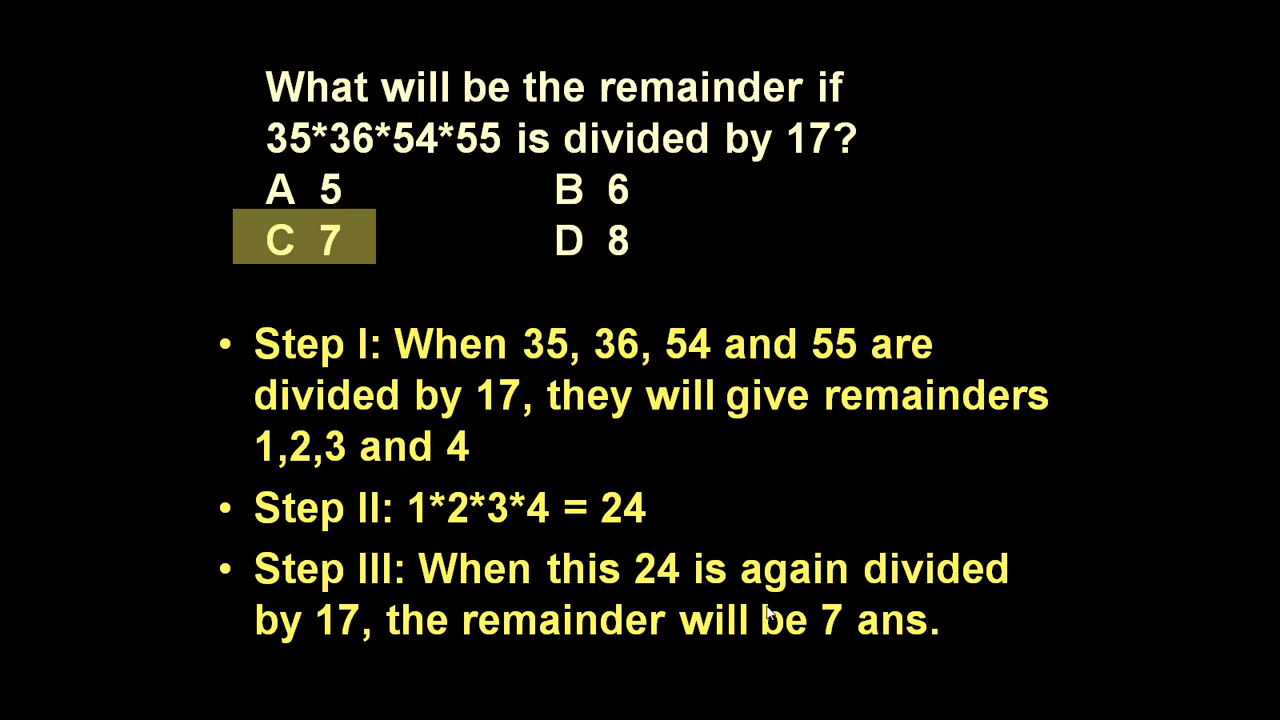 What will be the remainder if
35*36*54*55 is divided by 17?
A 5 B 6
C 7 D 8
• Step I: When 35, 36, 54 and 55 are
divided by 17, they will give remainders
1,2,3 and 4
• Step II: 1*2*3*4 = 24
• Step III: When this 24 is again divided
by 17, the remainder will be 7 ans.